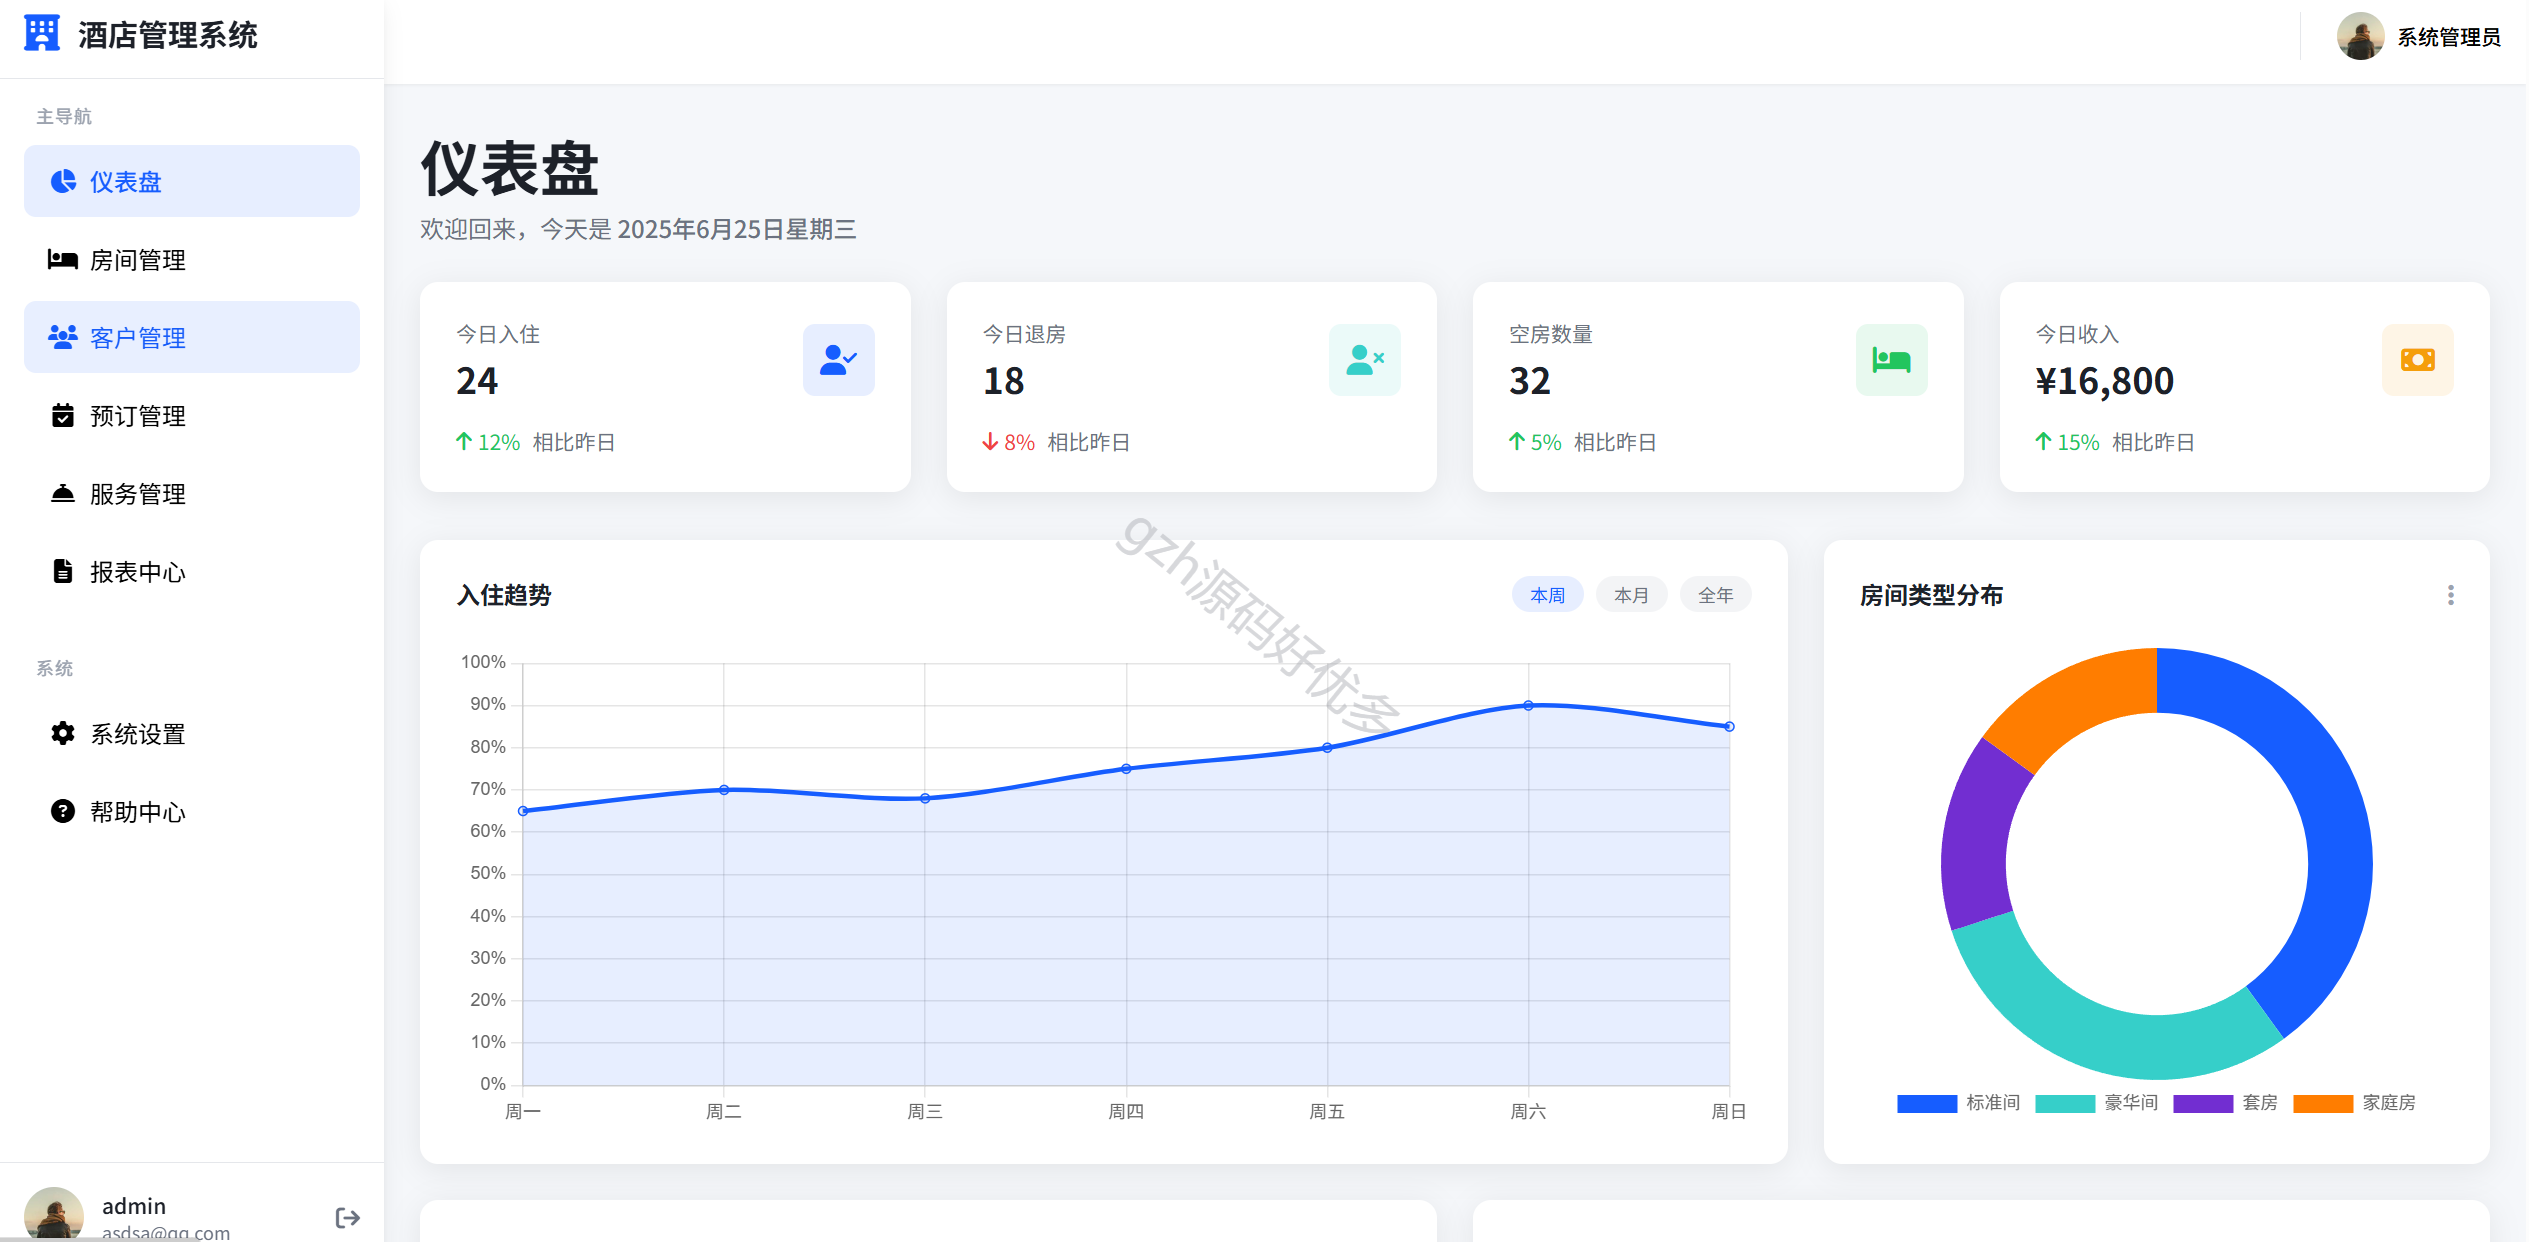 酒店管理系统
主导航
仪表盘
房间管理
客户管理
预订管理
服务管理
报表中心
系统
系统设置
帮助中心
admin
asdsa@qq.com
系统管理员
仪表盘
欢迎回来，今天是 2025年6月25日星期三
今日入住
24
12% 相比昨日
今日退房
18
8% 相比昨日
空房数量
32
5% 相比昨日
今日收入
¥16,800
15% 相比昨日
入住趋势
本周 本月 全年
100%
90%
80%
70%
60%
50%
40%
30%
20%
10%
0%
周一 周二 周三 周四 周五 周六 周日
gzh源码好优多
房间类型分布
标准间 豪华间 套房 家庭房